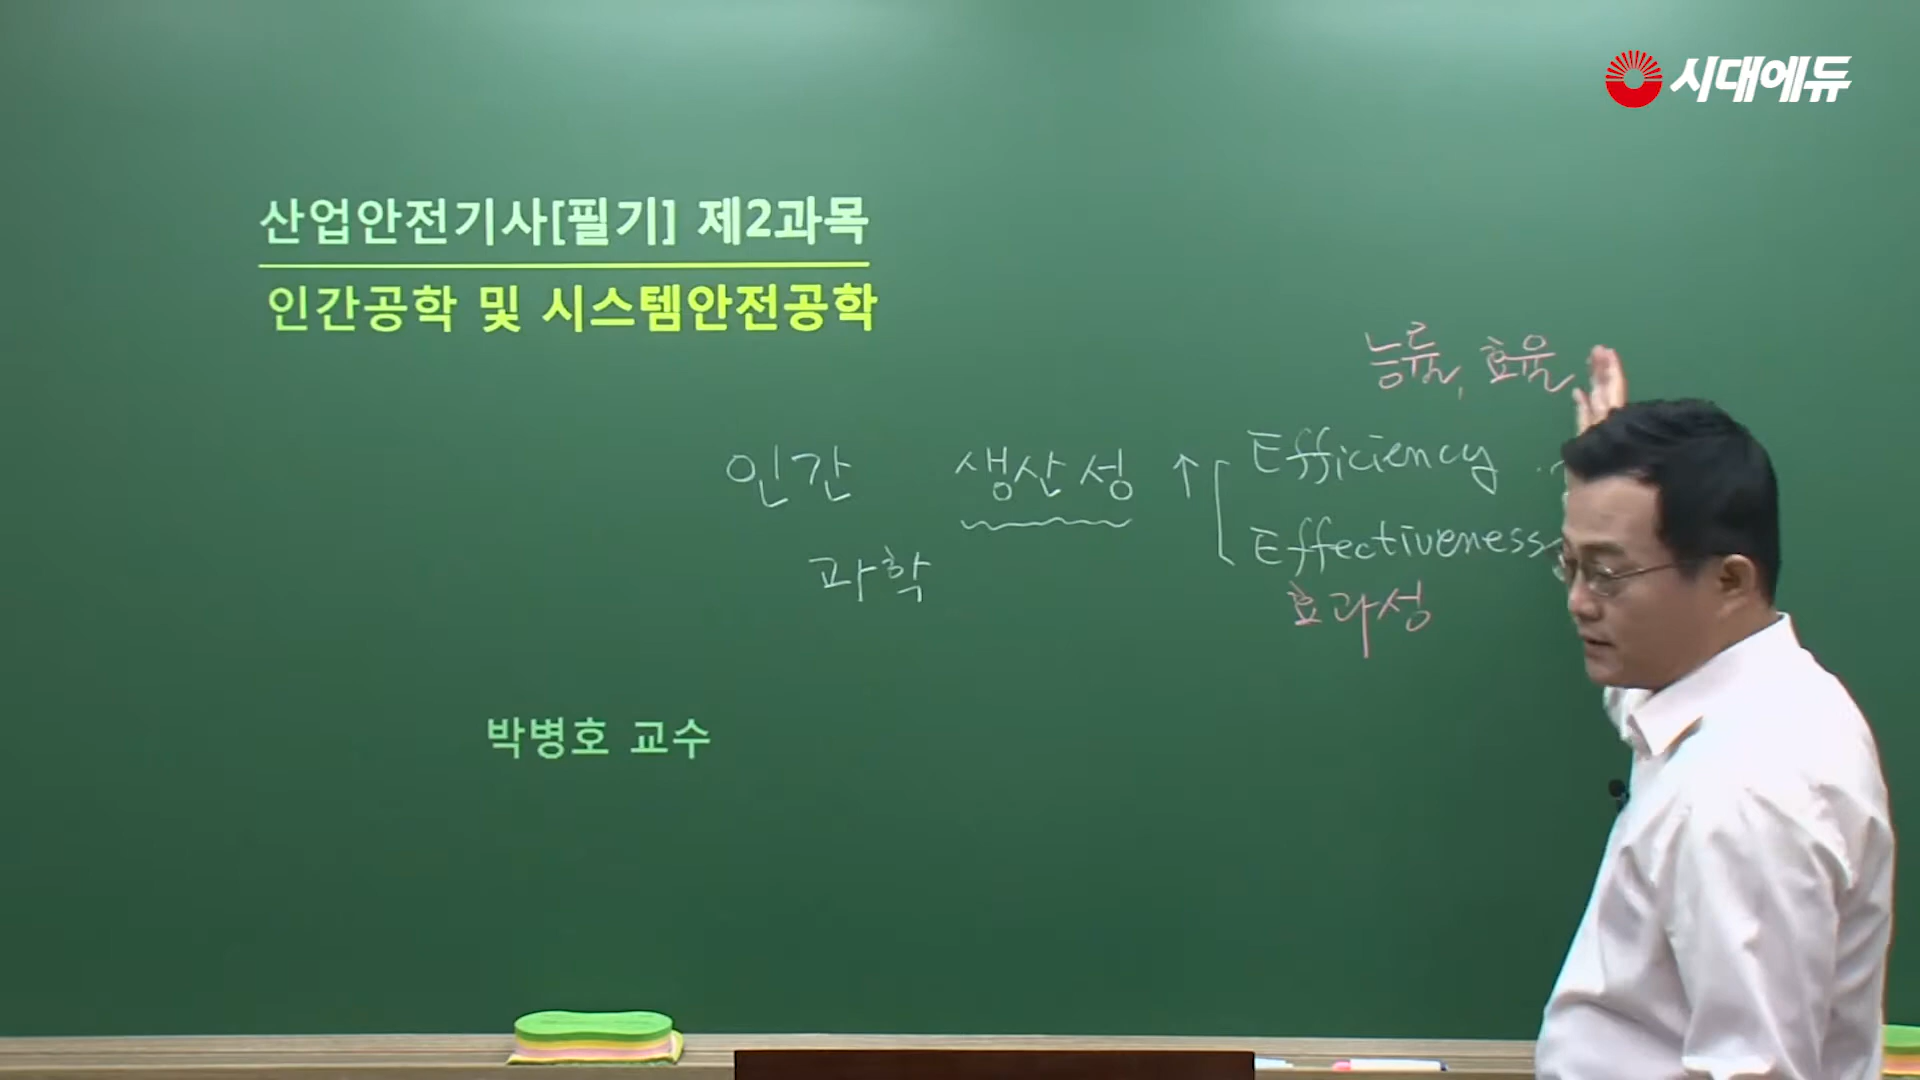 시대에듀
산업안전기사[필기] 제2과목
인간공학 및 시스템안전공학
능률, 효율
인간 생산성 ↑ Efficiency
Effectiveness
과학
효과성
박병호 교수